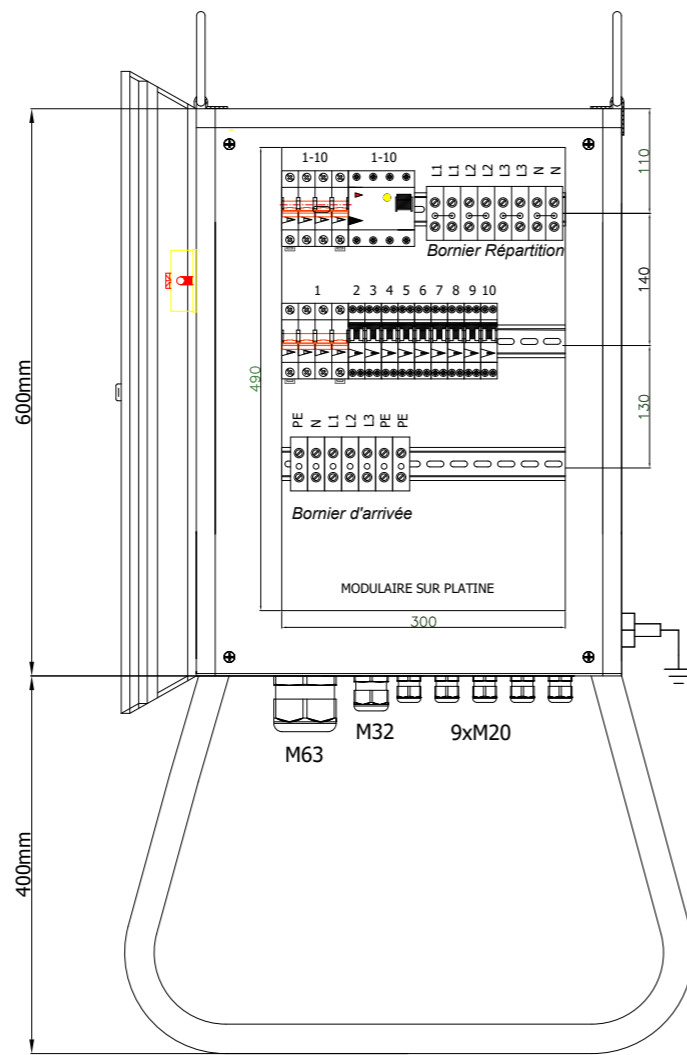 1-10 1-10
L1 L1 L2 L2 L3 L3 N N
110
Bornier Répartition
140
1 2 3 4 5 6 7 8 9 10
600mm
490
130
PE N L1 L2 L3 PE PE
Bornier d'arrivée
MODULAIRE SUR PLATINE
300
M63
M32
9xM20
400mm